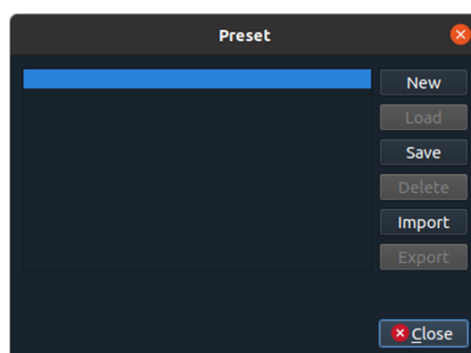 Preset
New
Load
Save
Delete
Import
Export
Close